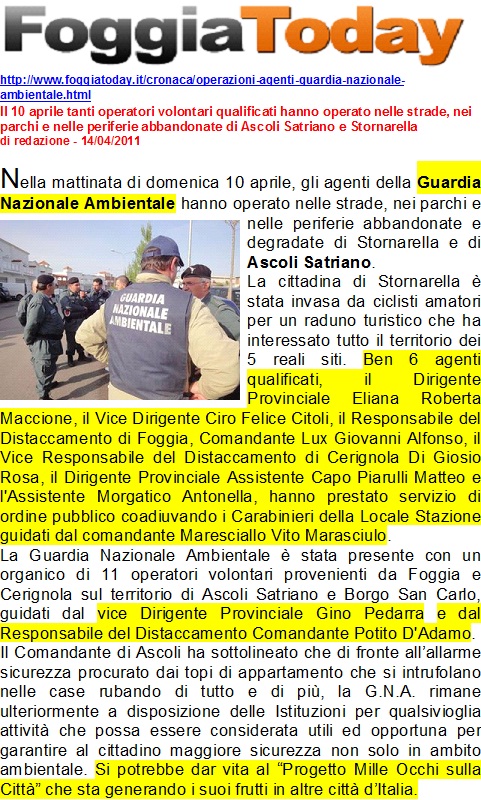 FoggiaToday
http://www.foggiatoday.it/cronaca/operazioni-agenti-guardia-nazionale-
ambientale.html
Il 10 aprile tanti operatori volontari qualificati hanno operato nelle strade, nei
parchi e nelle periferie abbandonate di Ascoli Satriano e Stornarella
di redazione - 14/04/2011
Nella mattinata di domenica 10 aprile, gli agenti della Guardia
Nazionale Ambientale hanno operato nelle strade, nei parchi e
nelle periferie abbandonate e
degradate di Stornarella e di
Ascoli Satriano.
La cittadina di Stornarella è
stata invasa da ciclisti amatori
per un raduno turistico che ha
interessato tutto il territorio dei
5 reali siti. Ben 6 agenti
qualificati, il Dirigente
Provinciale Eliana Roberta
GUARDIA
NAZIONALE
AMBIENTALE
Maccione, il Vice Dirigente Ciro Felice Citoli, il Responsabile del
Distaccamento di Foggia, Comandante Lux Giovanni Alfonso, il
Vice Responsabile del Distaccamento di Cerignola Di Giosio
Rosa, il Dirigente Provinciale Assistente Capo Piarulli Matteo e
l'Assistente Morgatico Antonella, hanno prestato servizio di
ordine pubblico coadiuvando i Carabinieri della Locale Stazione
guidati dal comandante Maresciallo Vito Marasciulo.
La Guardia Nazionale Ambientale è stata presente con un
organico di 11 operatori volontari provenienti da Foggia e
Cerignola sul territorio di Ascoli Satriano e Borgo San Carlo,
guidati dal vice Dirigente Provinciale Gino Pedarra e dal
Responsabile del Distaccamento Comandante Potito D'Adamo.
Il Comandante di Ascoli ha sottolineato che di fronte all'allarme
sicurezza procurato dai topi di appartamento che si intrufolano
nelle case rubando di tutto e di più, la G.N.A. rimane
ulteriormente a disposizione delle Istituzioni per qualsivioglia
attività che possa essere considerata utili ed opportuna per
garantire al cittadino maggiore sicurezza non solo in ambito
ambientale. Si potrebbe dar vita al "Progetto Mille Occhi sulla
Città" che sta generando i suoi frutti in altre città d'Italia.